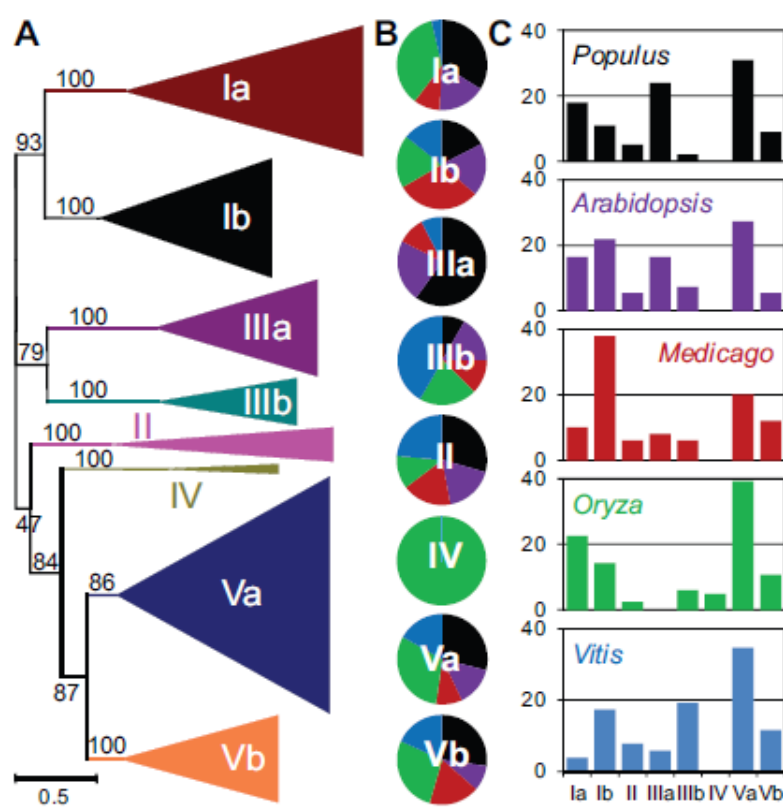 A
100
Ia
93
100
Ib
100
IIIa
79
100
IIIb
II
100
100
IV
47
84
86
Va
87
100
Vb
0.5
B
Ia
Ib
IIIa
IIIb
II
IV
Va
Vb
C
40
20
0
Populus
40
20
0
Arabidopsis
40
20
0
Medicago
40
20
0
Oryza
40
20
0
Vitis
Ia Ib II IIIa IIIb IV Va Vb